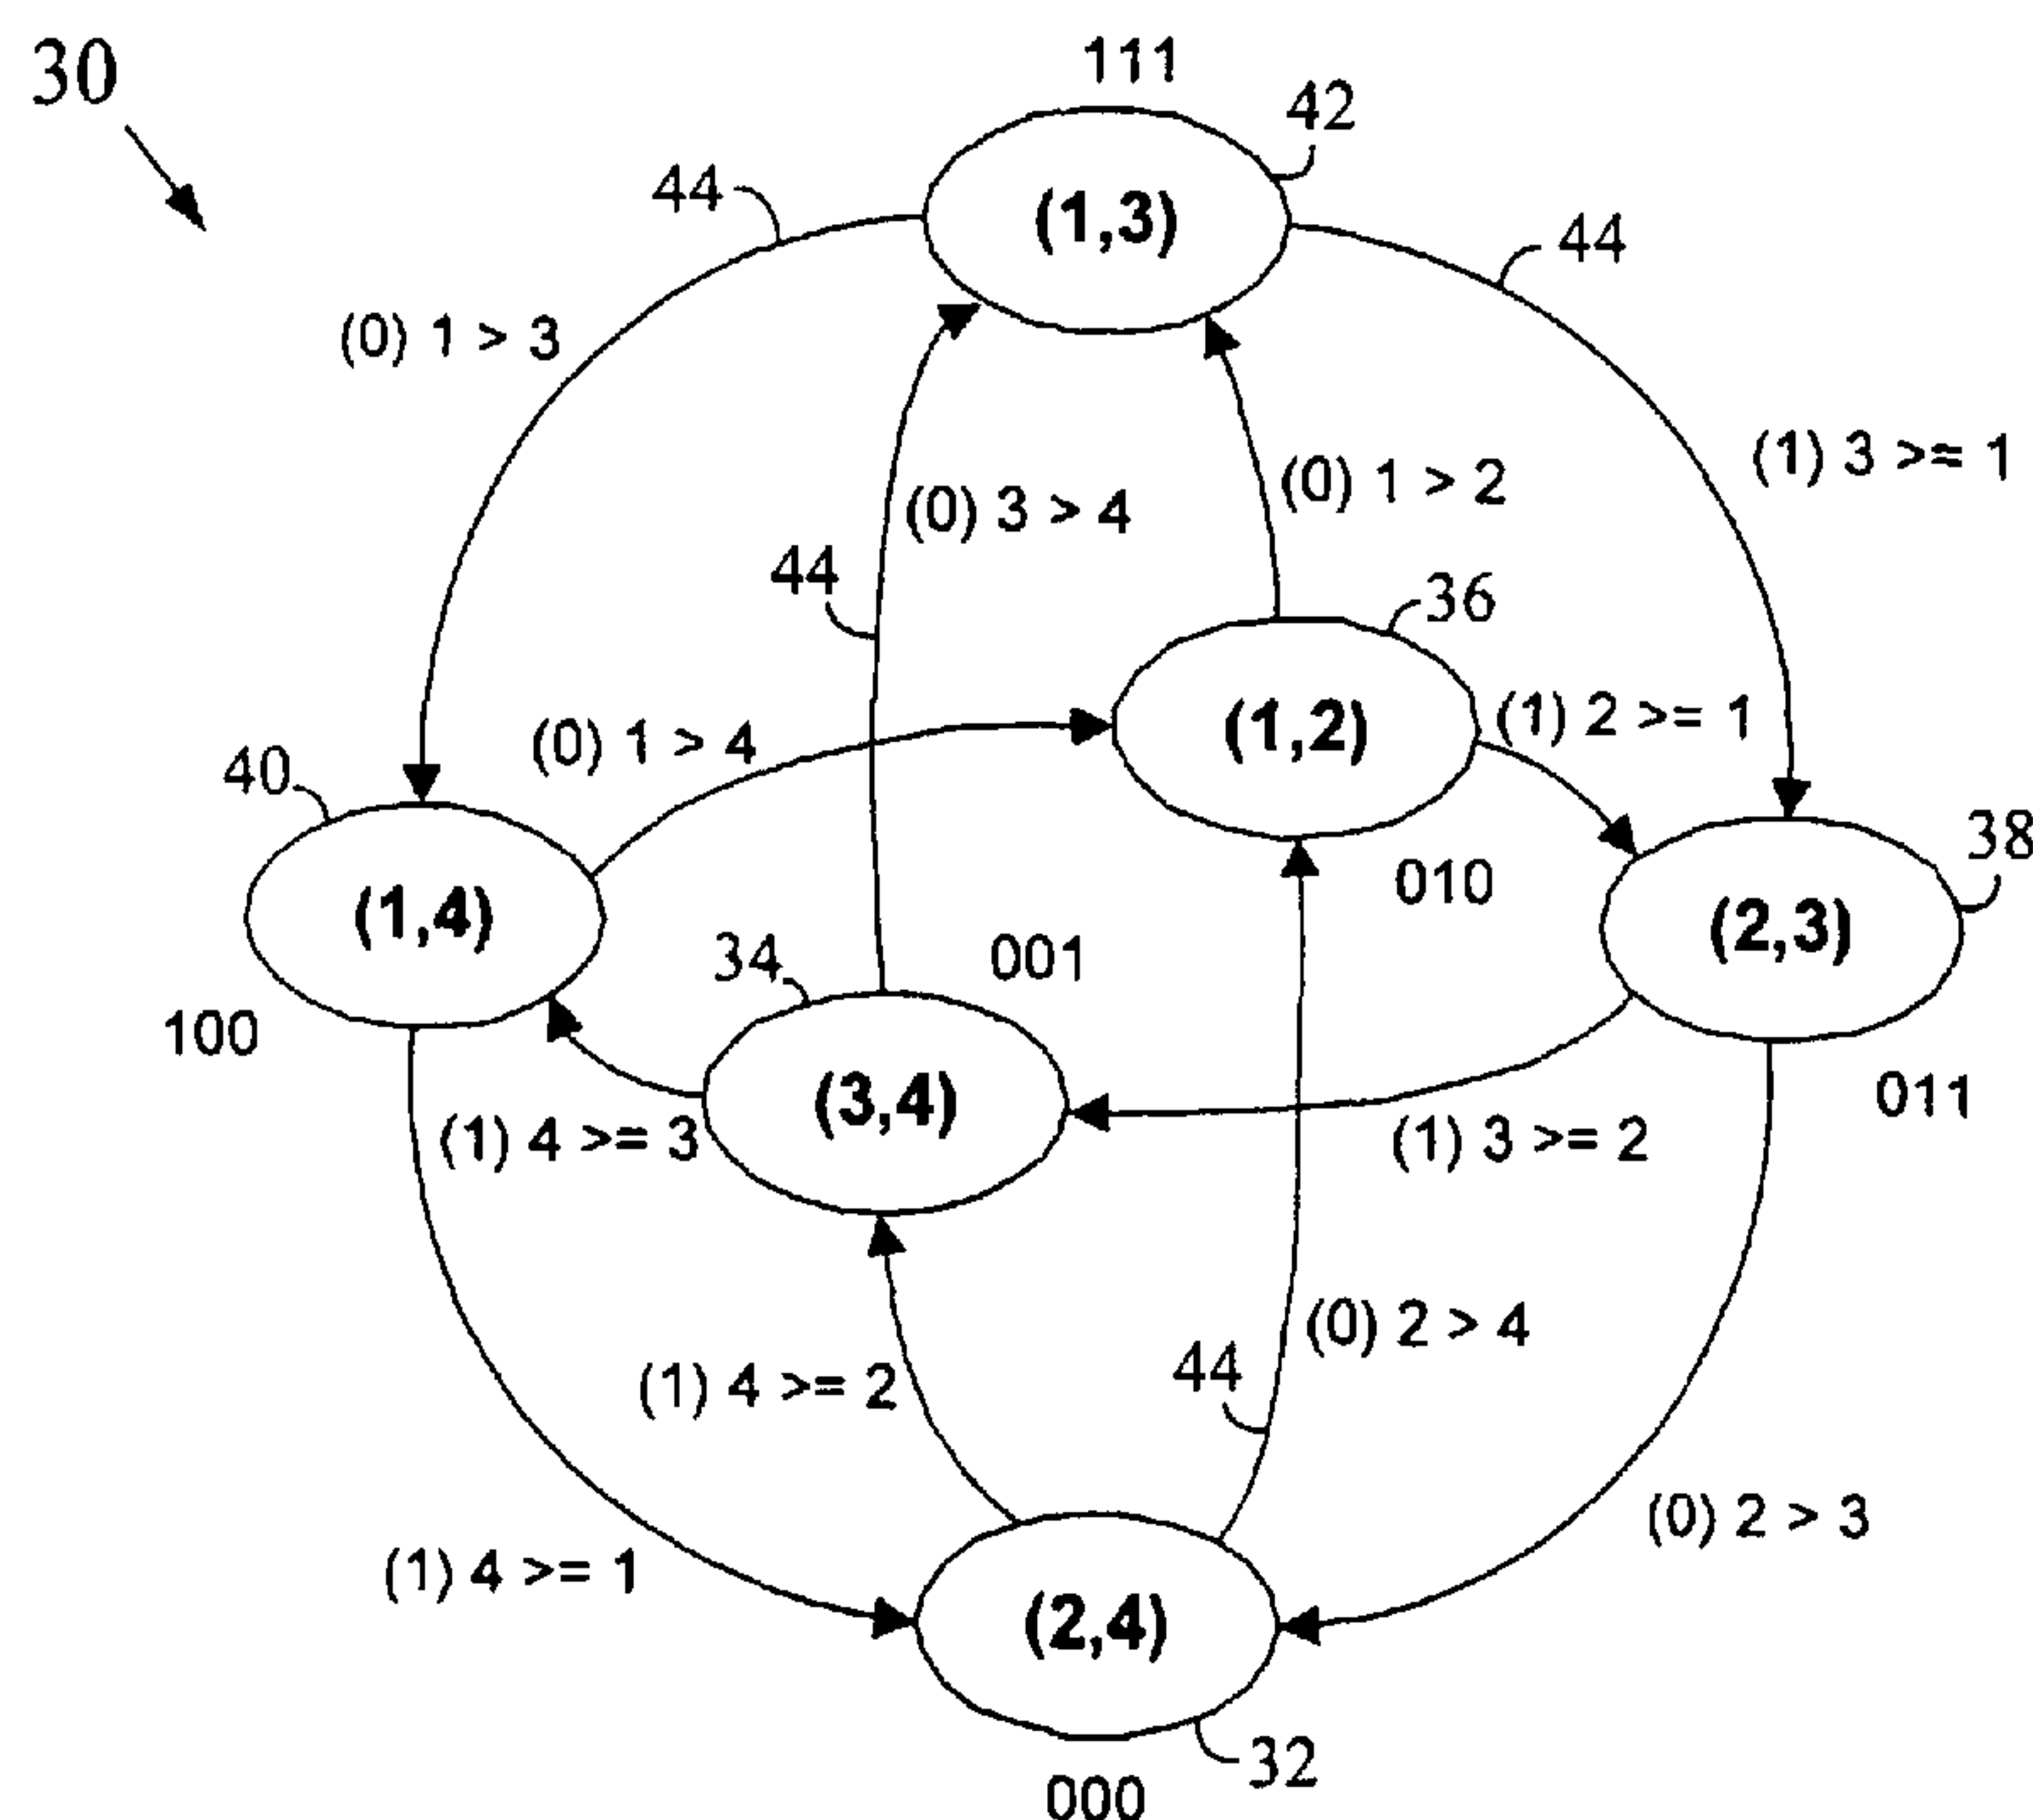 30
111
42
(1,3)
44
44
(0) 1 > 3
(1) 3 >= 1
(0) 3 > 4
(0) 1 > 2
44
36
(1,2)
(1) 2 >= 1
(0) 1 > 4
40
38
010
(1,4)
(2,3)
34
001
100
(3,4)
011
(1) 4 >= 3
(1) 3 >= 2
(0) 2 > 4
44
(1) 4 >= 2
(0) 2 > 3
(1) 4 >= 1
(2,4)
32
000